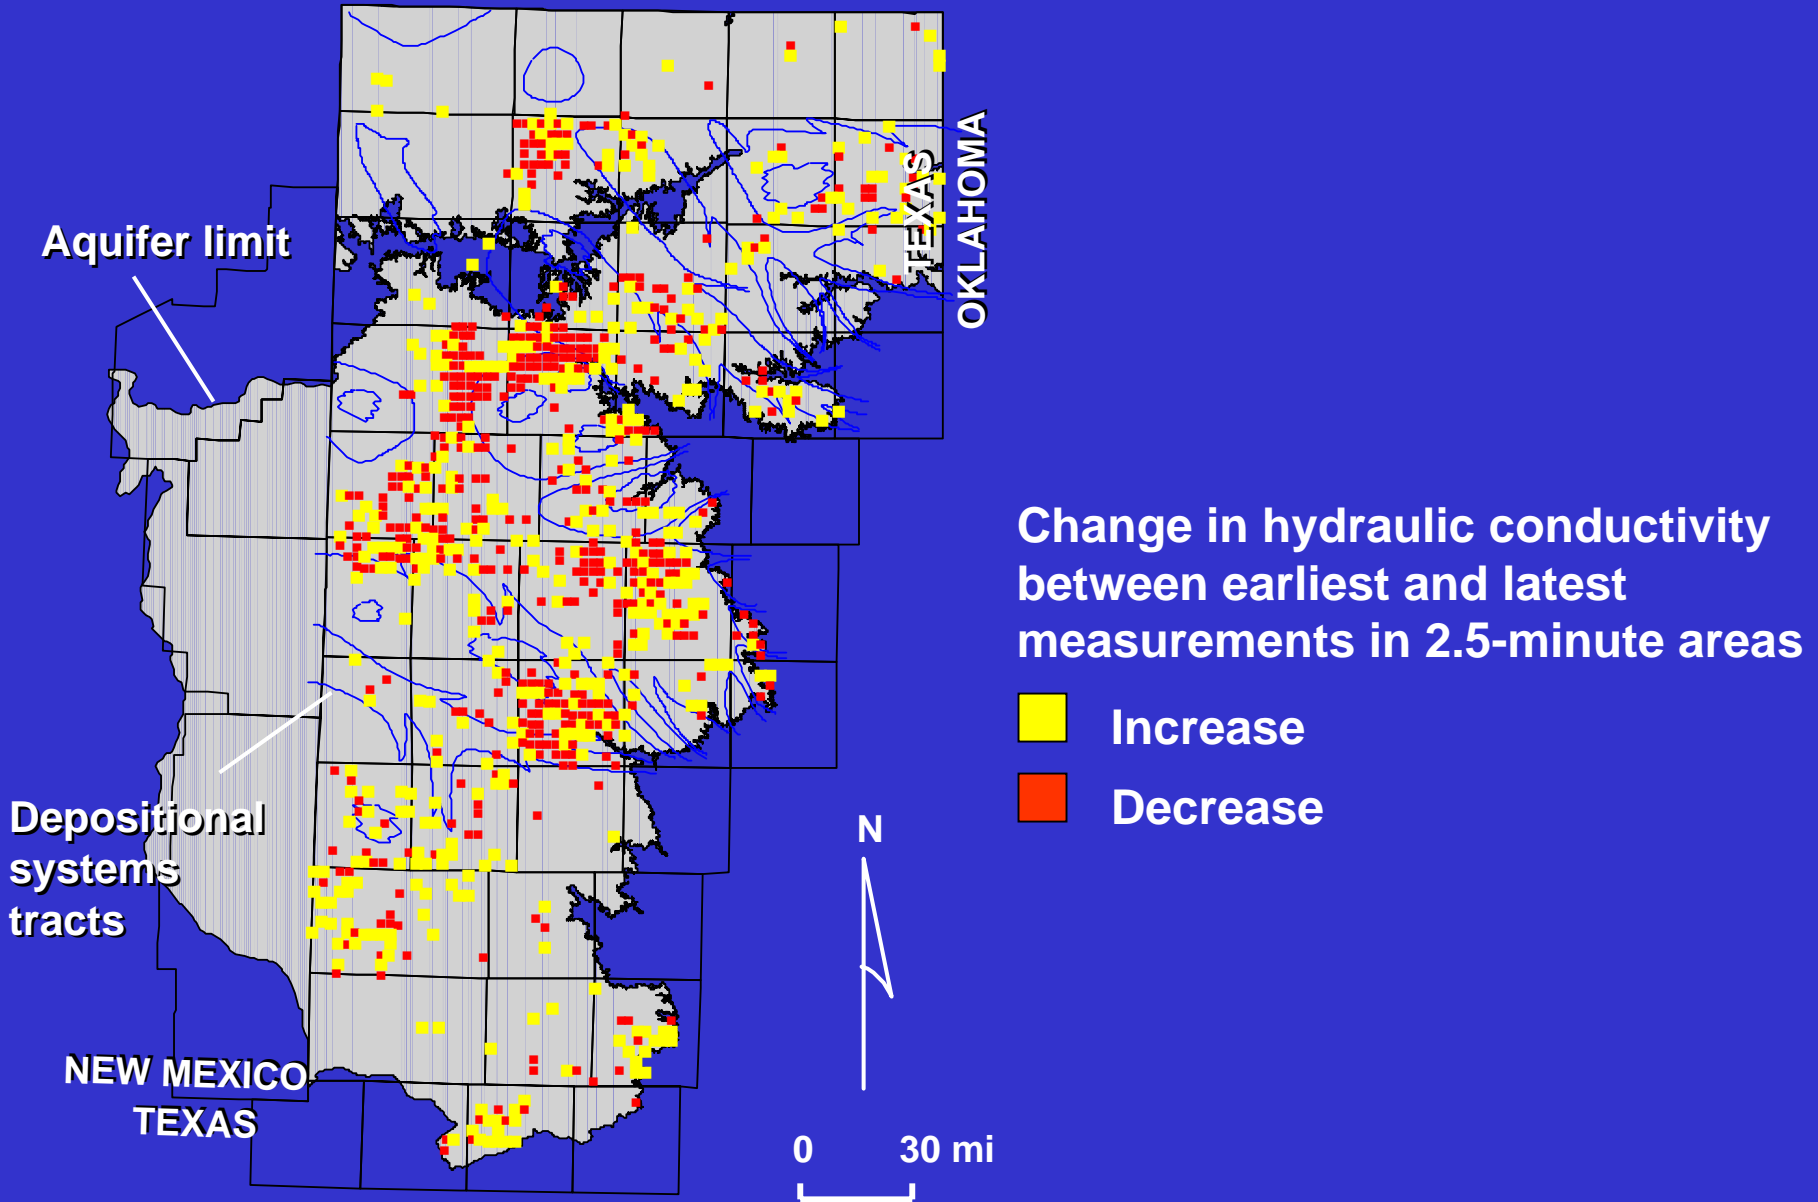 Aquifer limit
TEXAS
OKLAHOMA
Change in hydraulic conductivity
between earliest and latest
measurements in 2.5-minute areas
Increase
Decrease
Depositional
systems
tracts
N
NEW MEXICO
TEXAS
0 30 mi